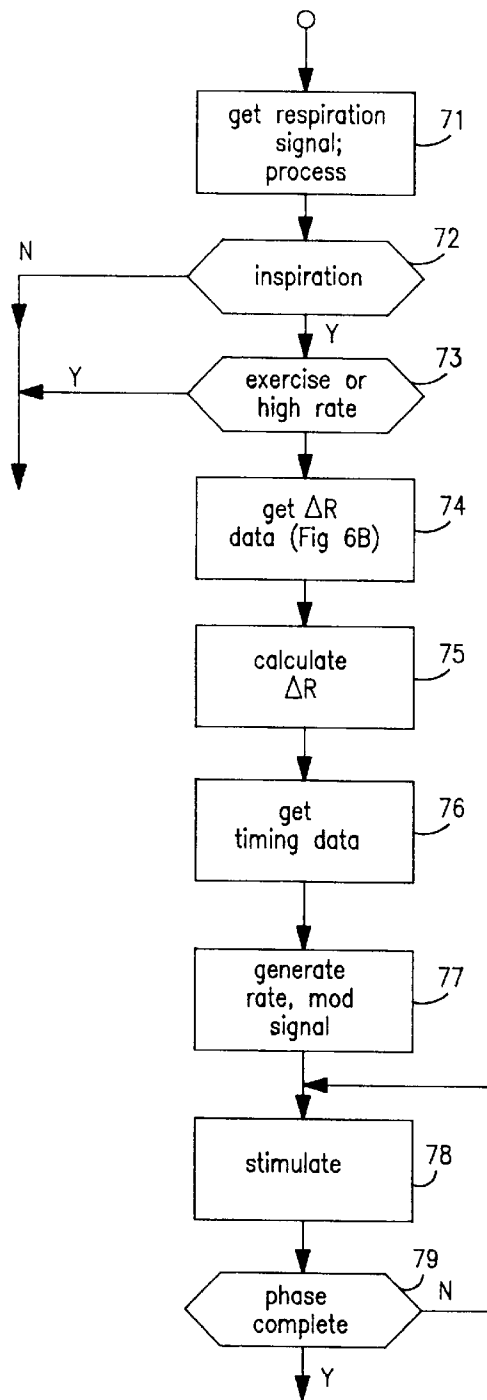 get respiration
signal;
process
71
72
N
inspiration
Y
73
Y
exercise or
high rate
get ΔR
data (Fig 6B)
74
calculate
ΔR
75
get
timing data
76
generate
rate, mod
signal
77
stimulate
78
79
phase
complete
N
Y